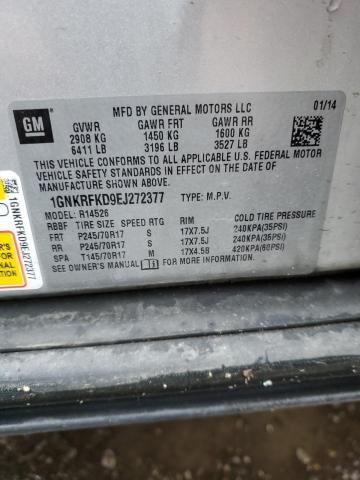 GM
MFD BY GENERAL MOTORS LLC 01/14
GVWR GAWR FRT GAWR RR
2908 KG 1450 KG 1600 KG
6411 LB 3196 LB 3527 LB
THIS VEHICLE CONFORMS TO ALL APPLICABLE U.S. FEDERAL MOTOR
VEHICLE SAFETY, BUMPER, AND THEFT PREVENTION
STANDARDS IN EFFECT ON THE DATE OF
MANUFACTURE SHOWN ABOVE.
1GNKRFKD9EJ272377 TYPE: M.P.V.
MODEL: R14526
RBBF TIRE SIZE SPEED RTG RIM COLD TIRE PRESSURE
FRT P245/70R17 S 17X7.5J 240KPA(35PSI)
RR P245/70R17 S 17X7.5J 240KPA(35PSI)
SPA T145/70R17 M 17X4.5B 420KPA(60PSI)
SEE OWNER'S MANUAL FOR MORE INFORMATION.
1GNKRFKD9EJ272377